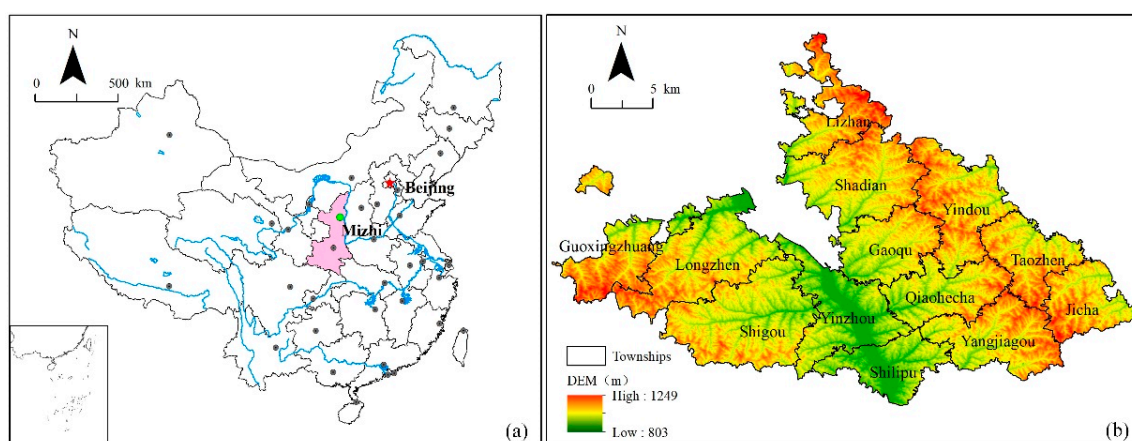 N
0 500 km
Beijing
Mizhi
(a)
N
0 5 km
Lizhan
Shadian
Yindou
Guoxingzhuang
Longzhen
Gaoqu
Taozhen
Qiaohecha
Jicha
Shigou
Yinzhou
Yangjiagou
Shilipu
Townships
DEM（m）
High : 1249
Low : 803
(b)